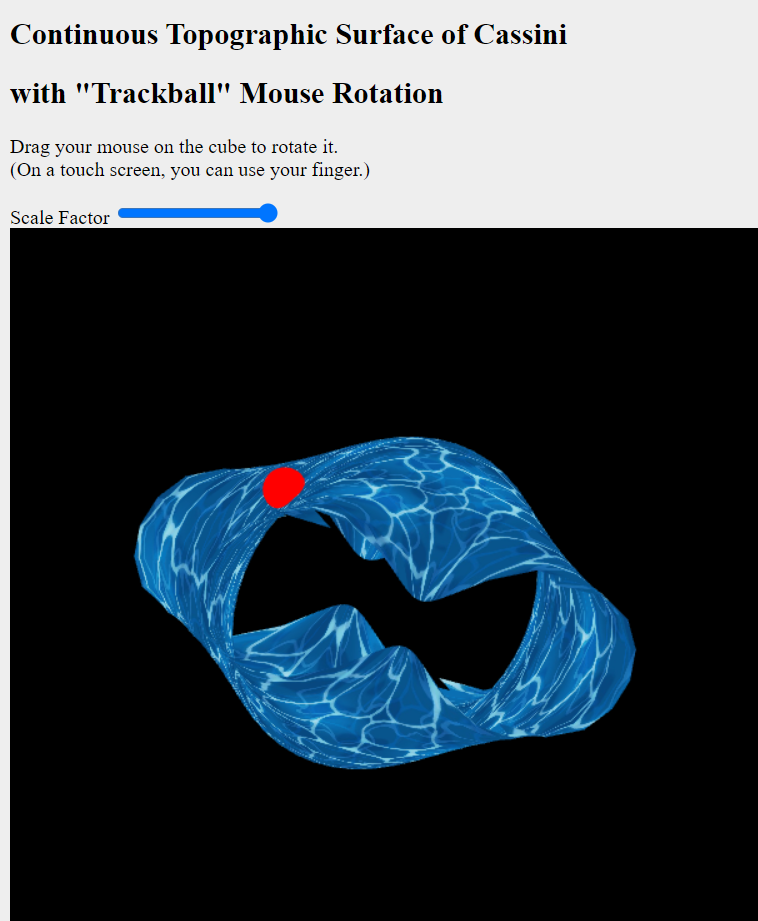 Continuous Topographic Surface of Cassini
with "Trackball" Mouse Rotation
Drag your mouse on the cube to rotate it.
(On a touch screen, you can use your finger.)
Scale Factor